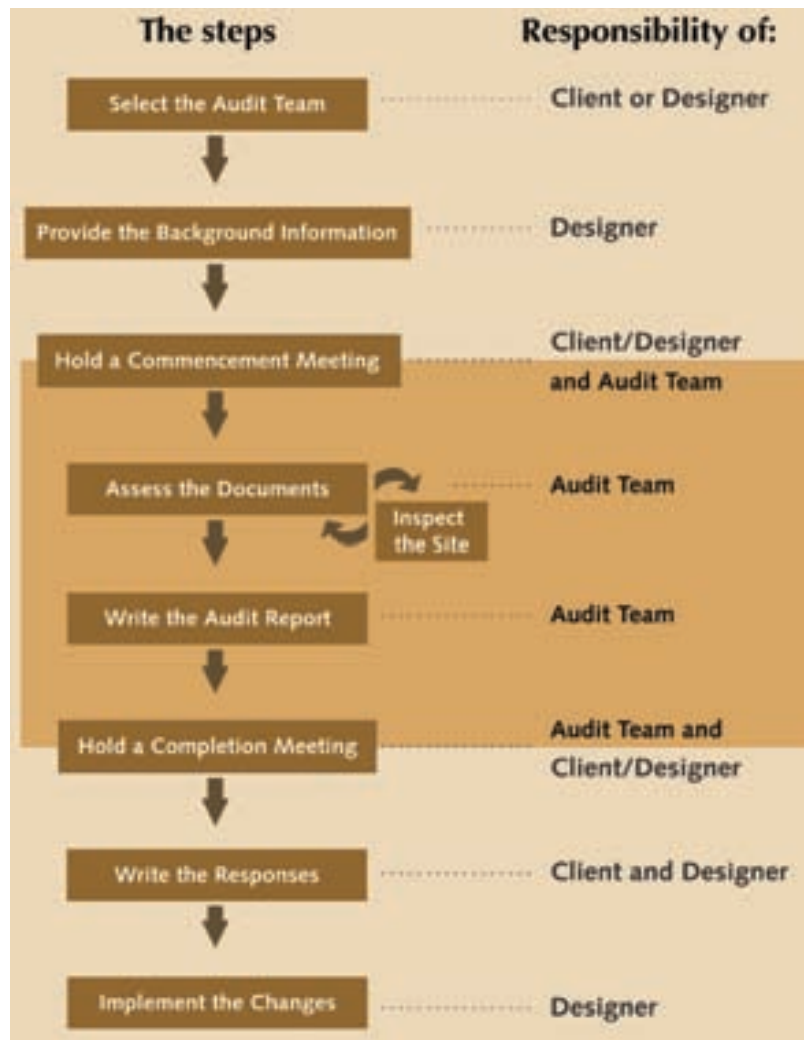 The steps
Responsibility of:
Select the Audit Team
Client or Designer
Provide the Background Information
Designer
Hold a Commencement Meeting
Client/Designer
and Audit Team
Assess the Documents
Audit Team
Inspect
the Site
Write the Audit Report
Audit Team
Hold a Completion Meeting
Audit Team and
Client/Designer
Write the Responses
Client and Designer
Implement the Changes
Designer